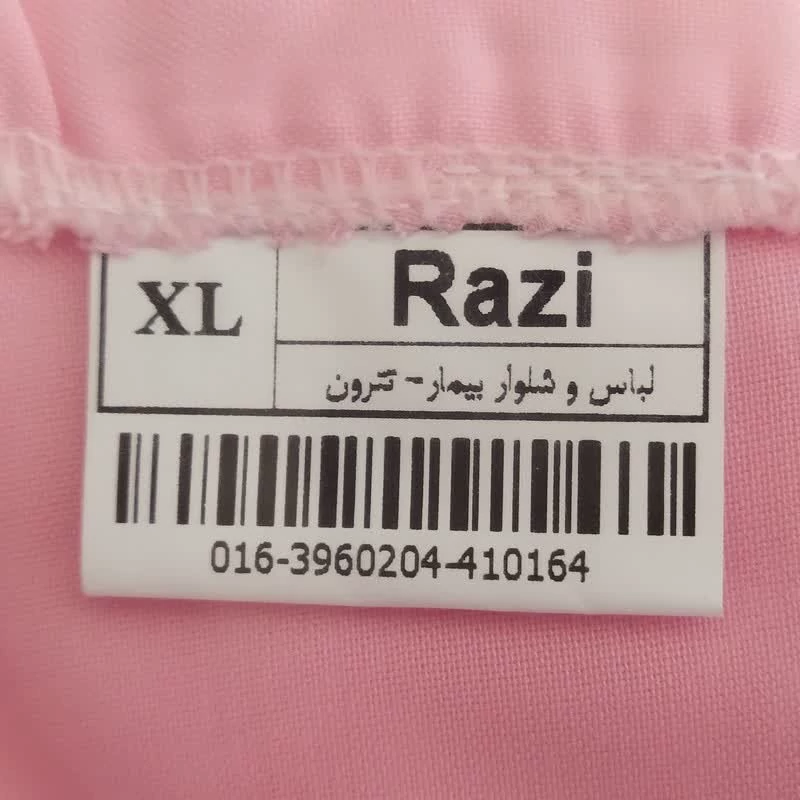 XL
Razi
لباس و شلوار بیمار- تترون
016-3960204-410164